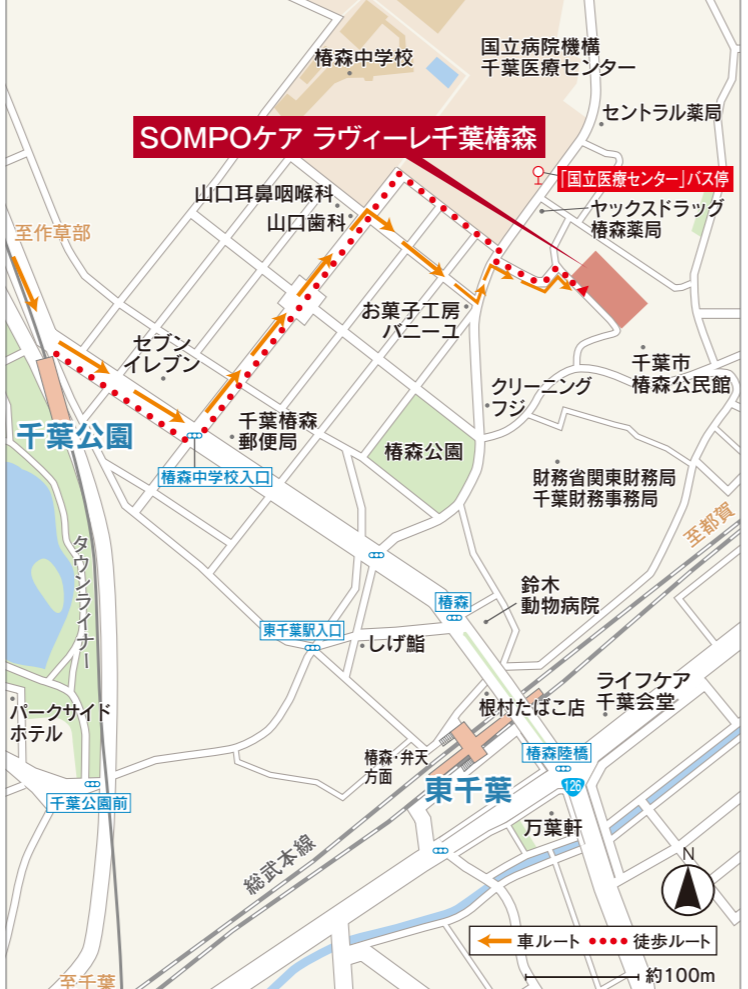 椿森中学校
国立病院機構
千葉医療センター
セントラル薬局
SOMPOケア ラヴィーレ千葉椿森
「国立医療センター」バス停
山口耳鼻咽喉科
山口歯科
ヤックスドラッグ
椿森薬局
至作草部
お菓子工房
バニーユ
セブン
イレブン
千葉市
椿森公民館
クリーニング
フジ
千葉公園
千葉椿森
郵便局
椿森公園
椿森中学校入口
財務省関東財務局
千葉財務事務局
至都賀
タウンライナー
鈴木
動物病院
椿森
東千葉駅入口
しげ鮨
ライフケア
千葉会堂
根村たばこ店
パークサイド
ホテル
椿森・弁天
方面
椿森陸橋
東千葉
126
千葉公園前
万葉軒
総武本線
N
車ルート
徒歩ルート
約100m
至千葉